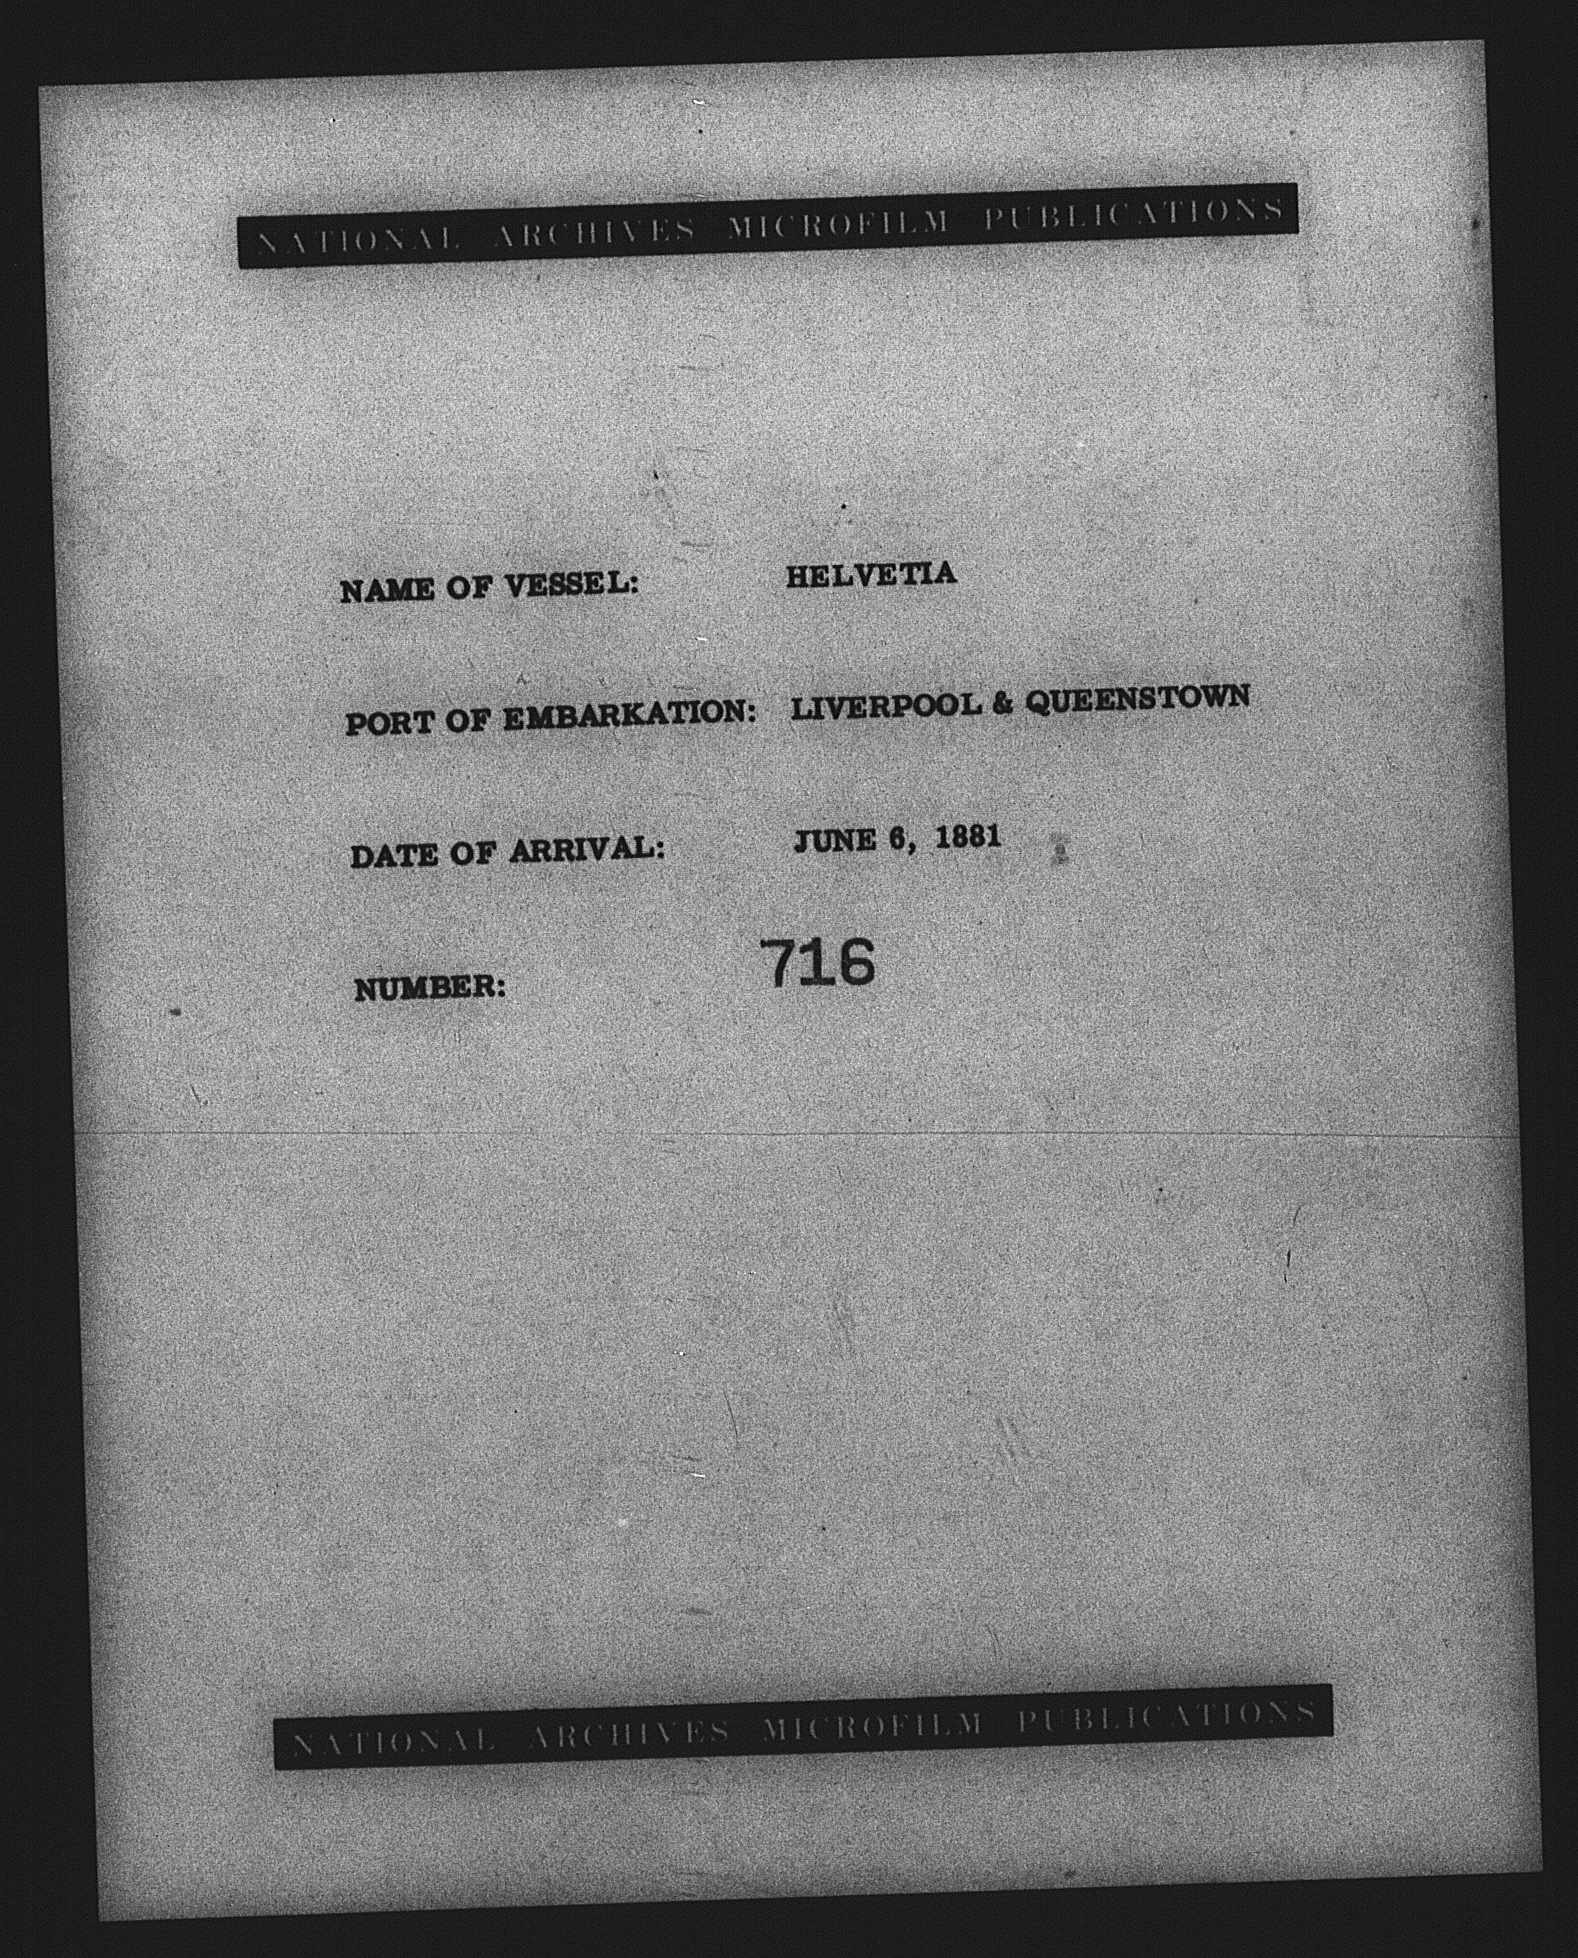 NATIONAL ARCHIVES MICROFILM PUBLICATIONS
NAME OF VESSEL: HELVETIA
PORT OF EMBARKATION: LIVERPOOL & QUEENSTOWN
DATE OF ARRIVAL: JUNE 6, 1881
NUMBER: 716
NATIONAL ARCHIVES MICROFILM PUBLICATIONS